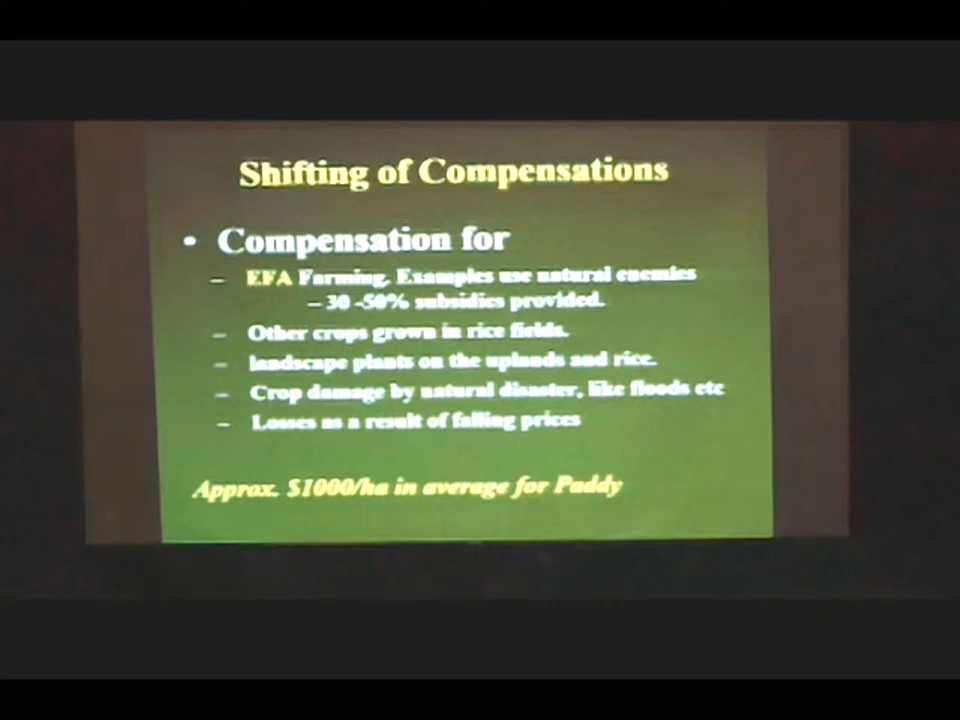 Shifting of Compensations
• Compensation for
– EFA Farming. Examples use natural enemies
– 30 -50% subsidies provided.
– Other crops grown in rice fields.
– landscape plants on the uplands and rice.
– Crop damage by natural disaster, like floods etc
– Losses as a result of falling prices
Approx. $1000/ha in average for Paddy